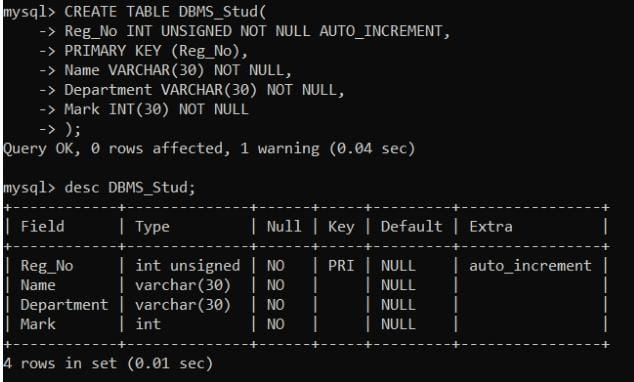 mysql> CREATE TABLE DBMS_Stud(
    -> Reg_No INT UNSIGNED NOT NULL AUTO_INCREMENT,
    -> PRIMARY KEY (Reg_No),
    -> Name VARCHAR(30) NOT NULL,
    -> Department VARCHAR(30) NOT NULL,
    -> Mark INT(30) NOT NULL
    -> );
Query OK, 0 rows affected, 1 warning (0.04 sec)

mysql> desc DBMS_Stud;
+------------+--------------+------+-----+---------+----------------+
| Field      | Type         | Null | Key | Default | Extra          |
+------------+--------------+------+-----+---------+----------------+
| Reg_No     | int unsigned | NO   | PRI | NULL    | auto_increment |
| Name       | varchar(30)  | NO   |     | NULL    |                |
| Department | varchar(30)  | NO   |     | NULL    |                |
| Mark       | int          | NO   |     | NULL    |                |
+------------+--------------+------+-----+---------+----------------+
4 rows in set (0.01 sec)